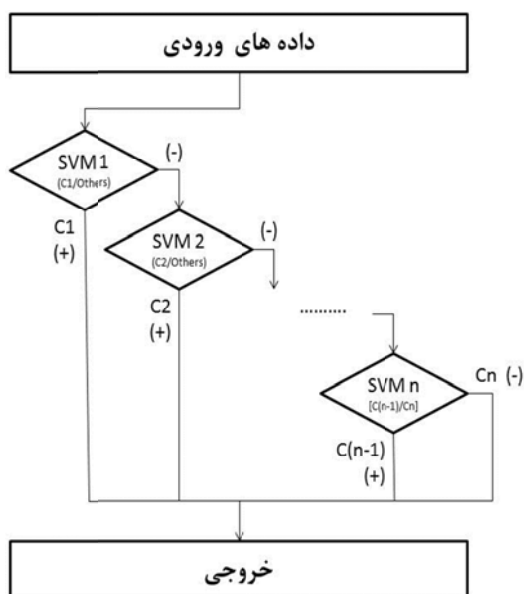 داده های ورودی
SVM 1
(C1/Others)
(-)
C1
(+)
SVM 2
(C2/Others)
(-)
C2
(+)
..........
SVM n
[C(n-1)/Cn]
Cn (-)
C(n-1)
(+)
خروجی